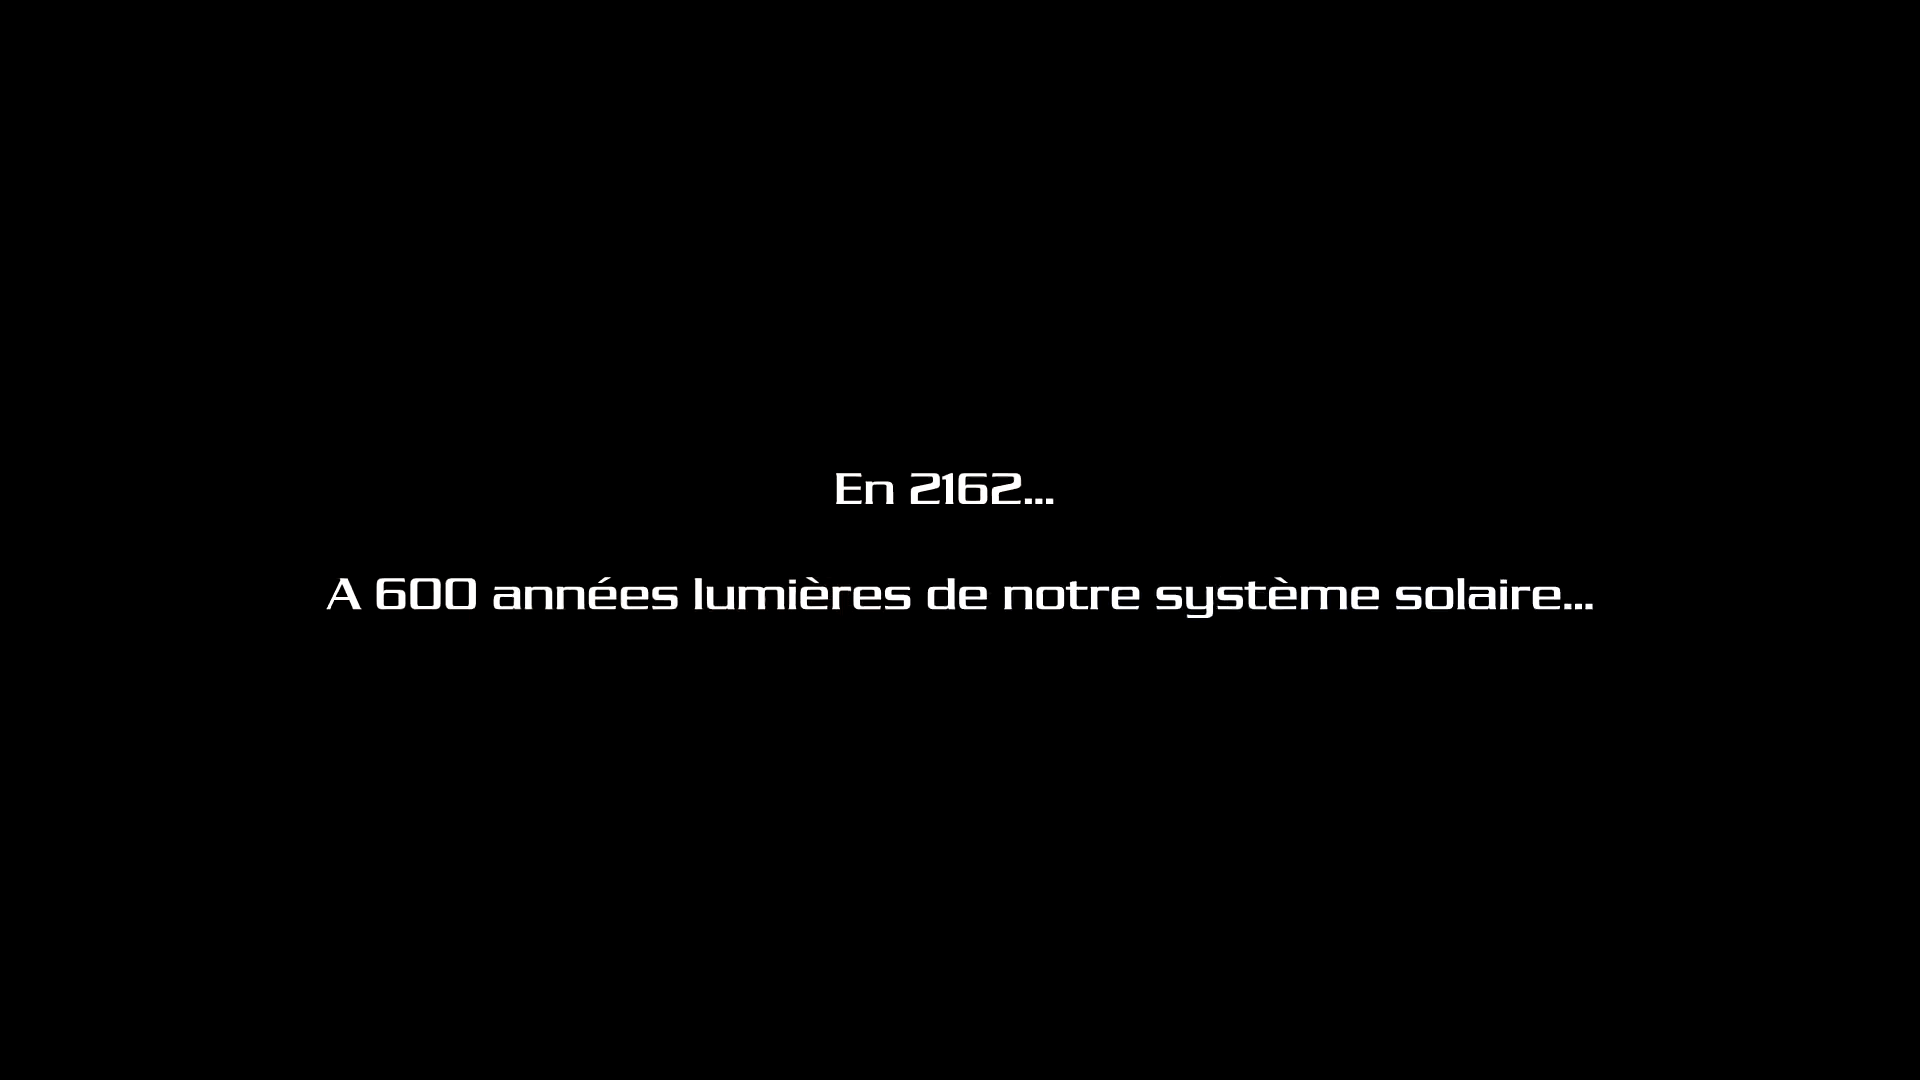 En 2162...
A 600 années lumières de notre système solaire...